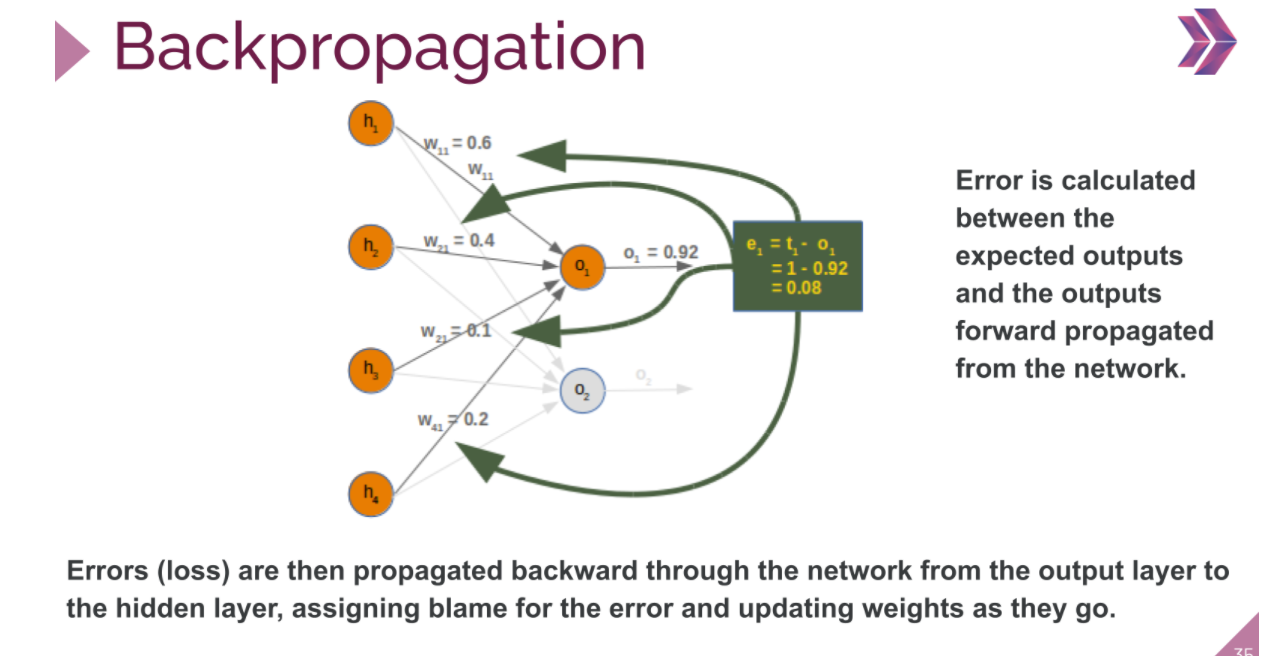 Backpropagation
h1
w11 = 0.6
w11
h2
w21 = 0.4
o1
o1 = 0.92
e1 = t1 - o1
= 1 - 0.92
= 0.08
w21 = 0.1
h3
o2
o2
w41 = 0.2
h4
Error is calculated
between the
expected outputs
and the outputs
forward propagated
from the network.
Errors (loss) are then propagated backward through the network from the output layer to
the hidden layer, assigning blame for the error and updating weights as they go.
35